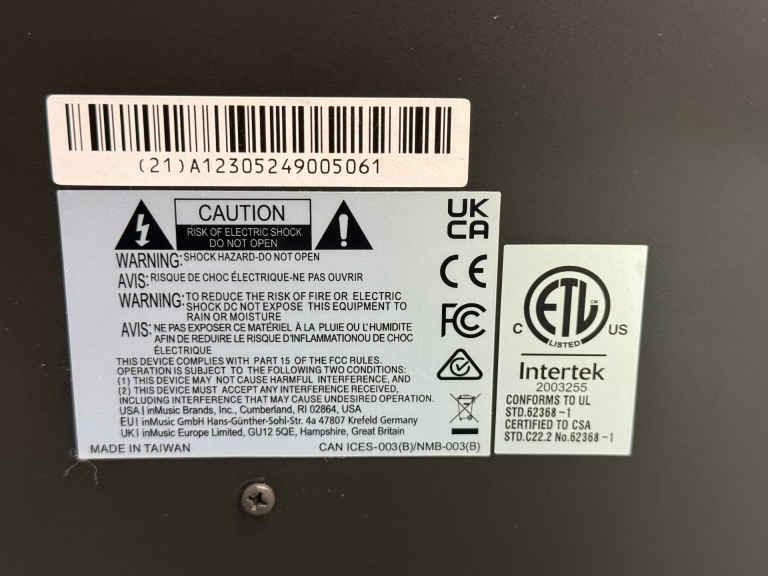 (21)A12305249005061
CAUTION
RISK OF ELECTRIC SHOCK
DO NOT OPEN
WARNING: SHOCK HAZARD-DO NOT OPEN
AVIS: RISQUE DE CHOC ÉLECTRIQUE-NE PAS OUVRIR
WARNING: TO REDUCE THE RISK OF FIRE OR ELECTRIC
SHOCK DC NOT EXPOSE THIS EQUIPMENT TO
RAIN OR MOISTURE
AVIS: NE PAS EXPOSER CE MATÉRIEL À LA PLUIE OU L'HUMIDITE
AFIN DE REDUIRE LE RISQUE D'INFLAMMATIONOU DE CHOC
ÉLECTRIQUE
THIS DEVICE COMPLIES WITH PART 15 OF THE FCC RULES.
OPERATION IS SUBJECT TO THE FOLLOWING TWO CONDITIONS:
(1) THIS DEVICE MAY NOT CAUSE HARMFUL INTERFERENCE, AND
(2) THIS DEVICE MUST ACCEPT ANY INTERFERENCE RECEIVED,
INCLUDING INTERFERENCE THAT MAY CAUSE UNDESIRED OPERATION.
USA | inMusic Brands, Inc., Cumberland, RI 02864, USA
EU | inMusic GmbH Hans-Günther-Sohl-Str. 4a 47807 Krefeld Germany
UK | inMusic Europe Limited, GU12 5QE, Hampshire, Great Britain
MADE IN TAIWAN CAN ICES-003(B)/NMB-003(B)
UK
CA
CE
FC
ETL CM
C US
LISTED
Intertek
2003255
CONFORMS TO UL
STD.62368-1
CERTIFIED TO CSA
STD.C22.2 No.62368-1